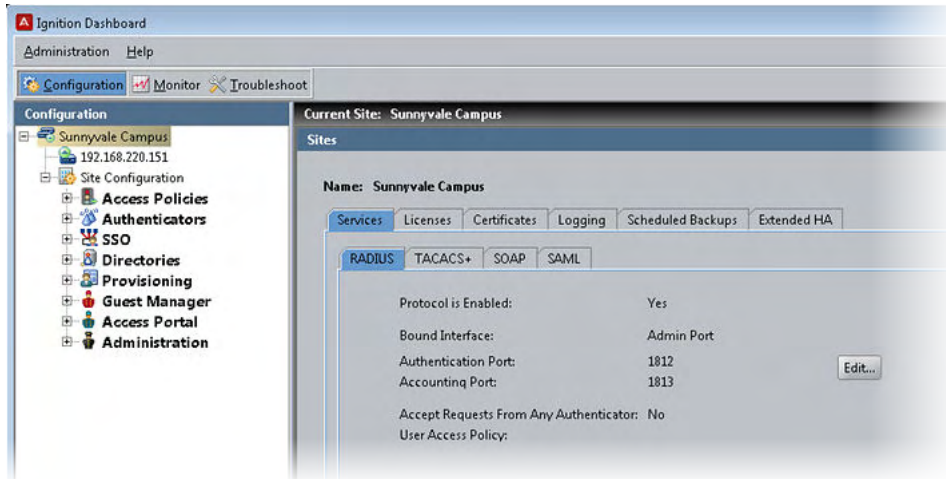 Ignition Dashboard
Administration Help
Configuration Monitor Troubleshoot
Configuration
Current Site: Sunnyvale Campus
Sunnyvale Campus
192.168.220.151
Site Configuration
Access Policies
Authenticators
SSO
Directories
Provisioning
Guest Manager
Access Portal
Administration
Sites
Name: Sunnyvale Campus
Services Licenses Certificates Logging Scheduled Backups Extended HA
RADIUS TACACS+ SOAP SAML
Protocol is Enabled: Yes
Bound Interface: Admin Port
Authentication Port: 1812
Accounting Port: 1813
Edit...
Accept Requests From Any Authenticator: No
User Access Policy: